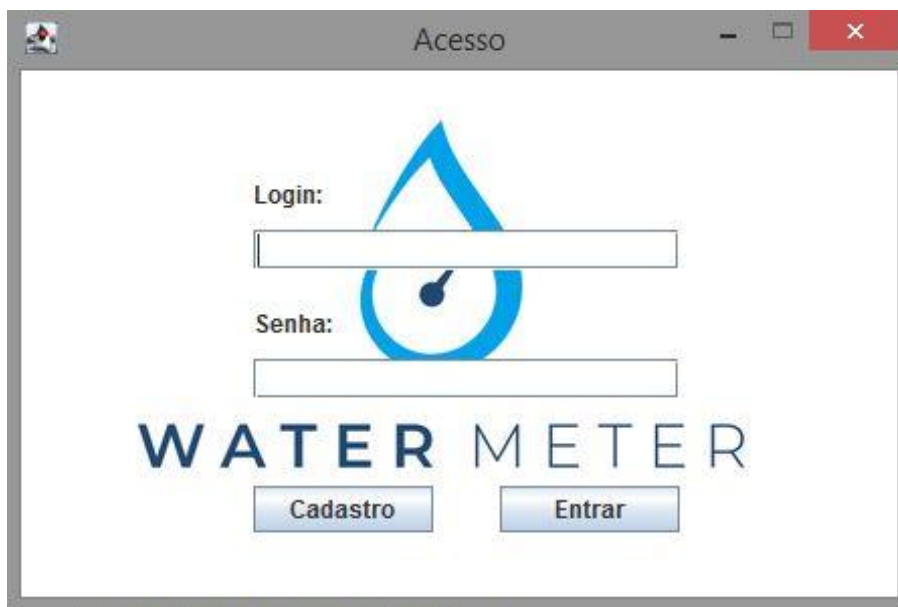 Acesso
Login:
Senha:
WATER METER
Cadastro Entrar